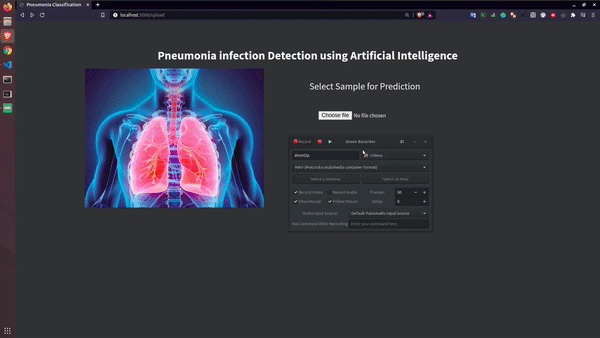 Pneumonia Classification
localhost:5000/upload
Pneumonia infection Detection using Artificial Intelligence
Select Sample for Prediction
Choose file No file chosen
Record Green Recorder
Videos
MKV (Matroska multimedia container format)
Select a Window Select an Area
Record Video Record Audio Frames: 30
Show Mouse Follow Mouse Delay: 0
Audio Input Source: Default PulseAudio Input Source
Run Command After Recording: Enter your command here..